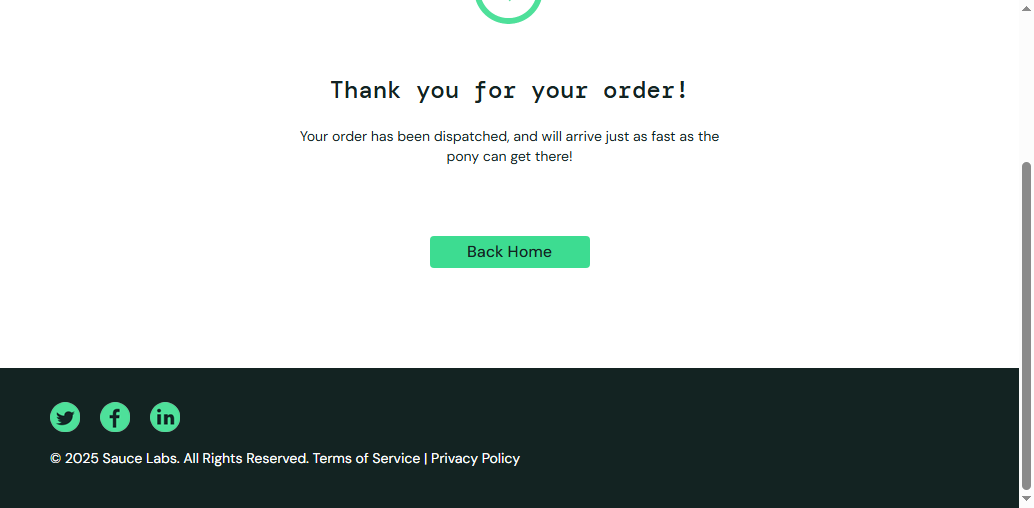 Thank you for your order!
Your order has been dispatched, and will arrive just as fast as the
pony can get there!
Back Home
© 2025 Sauce Labs. All Rights Reserved. Terms of Service | Privacy Policy